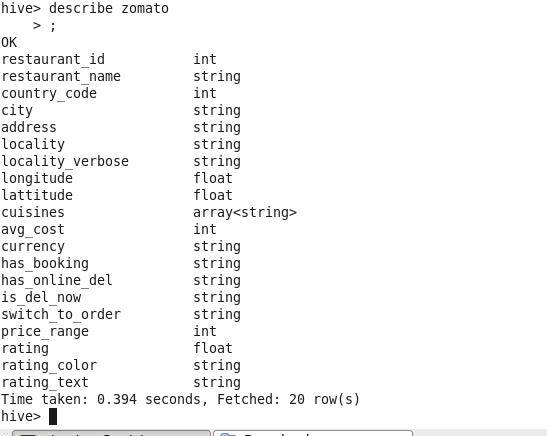 hive> describe zomato
    > ;
OK
restaurant_id           int
restaurant_name         string
country_code            int
city                    string
address                 string
locality                string
locality_verbose        string
longitude               float
lattitude               float
cuisines                array<string>
avg_cost                int
currency                string
has_booking             string
has_online_del          string
is_del_now              string
switch_to_order         string
price_range             int
rating                  float
rating_color            string
rating_text             string
Time taken: 0.394 seconds, Fetched: 20 row(s)
hive>